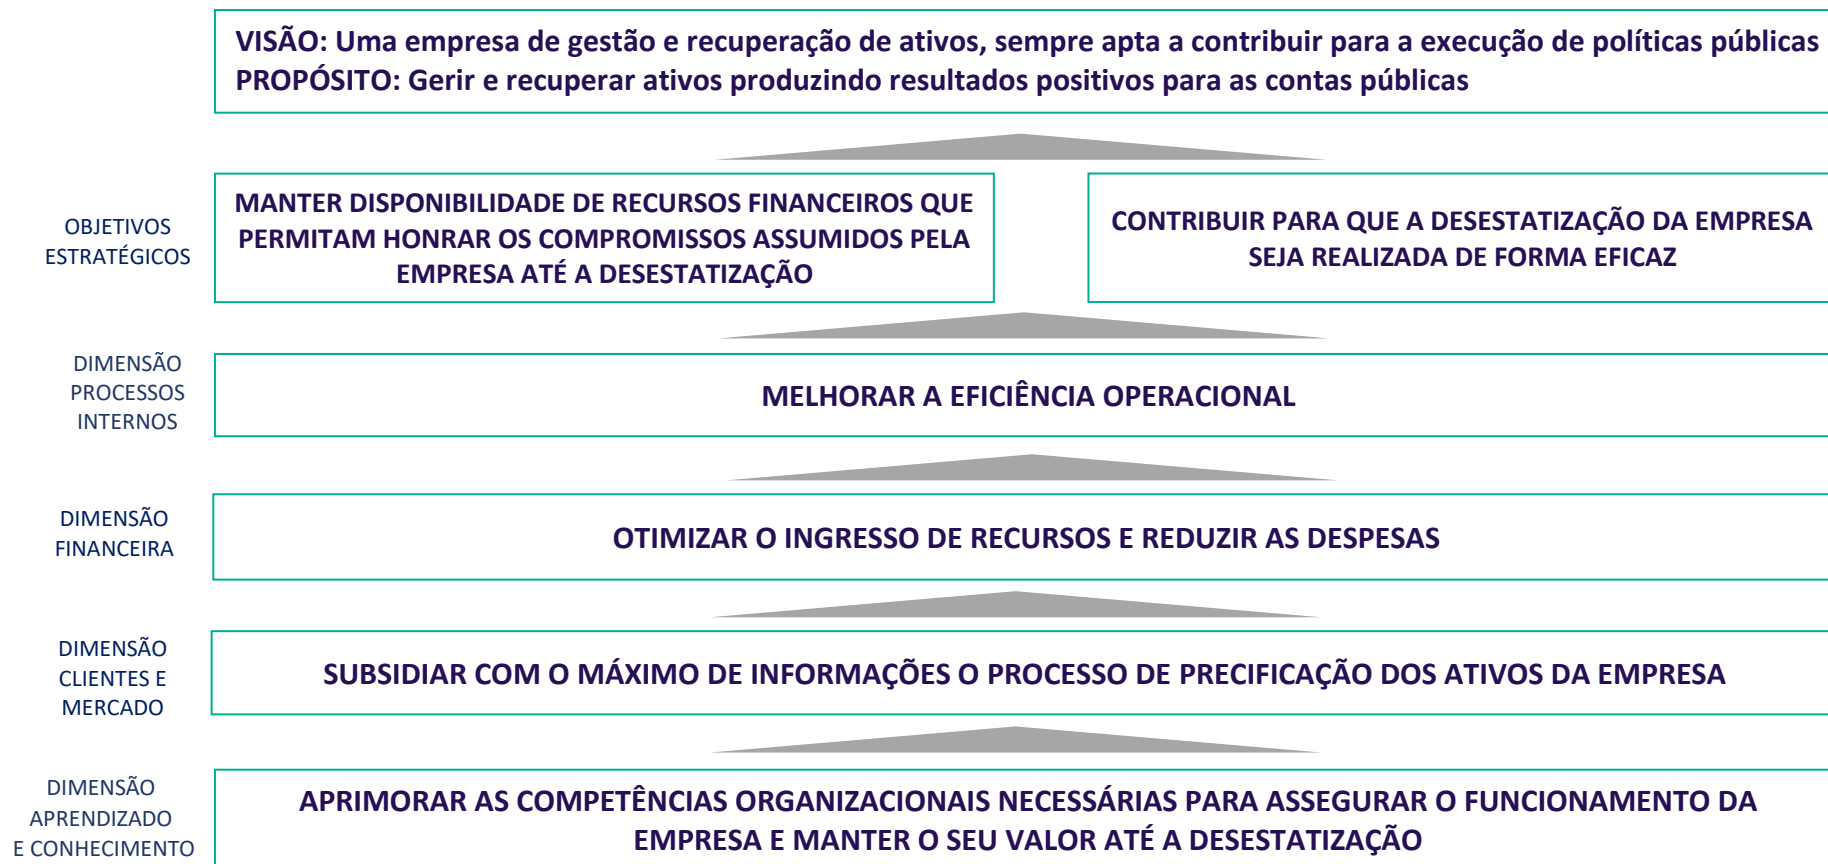 VISÃO: Uma empresa de gestão e recuperação de ativos, sempre apta a contribuir para a execução de políticas públicas
PROPÓSITO: Gerir e recuperar ativos produzindo resultados positivos para as contas públicas
OBJETIVOS
ESTRATÉGICOS
MANTER DISPONIBILIDADE DE RECURSOS FINANCEIROS QUE
PERMITAM HONRAR OS COMPROMISSOS ASSUMIDOS PELA
EMPRESA ATÉ A DESESTATIZAÇÃO
CONTRIBUIR PARA QUE A DESESTATIZAÇÃO DA EMPRESA
SEJA REALIZADA DE FORMA EFICAZ
DIMENSÃO
PROCESSOS
INTERNOS
MELHORAR A EFICIÊNCIA OPERACIONAL
DIMENSÃO
FINANCEIRA
OTIMIZAR O INGRESSO DE RECURSOS E REDUZIR AS DESPESAS
DIMENSÃO
CLIENTES E
MERCADO
SUBSIDIAR COM O MÁXIMO DE INFORMAÇÕES O PROCESSO DE PRECIFICAÇÃO DOS ATIVOS DA EMPRESA
DIMENSÃO
APRENDIZADO
E CONHECIMENTO
APRIMORAR AS COMPETÊNCIAS ORGANIZACIONAIS NECESSÁRIAS PARA ASSEGURAR O FUNCIONAMENTO DA
EMPRESA E MANTER O SEU VALOR ATÉ A DESESTATIZAÇÃO